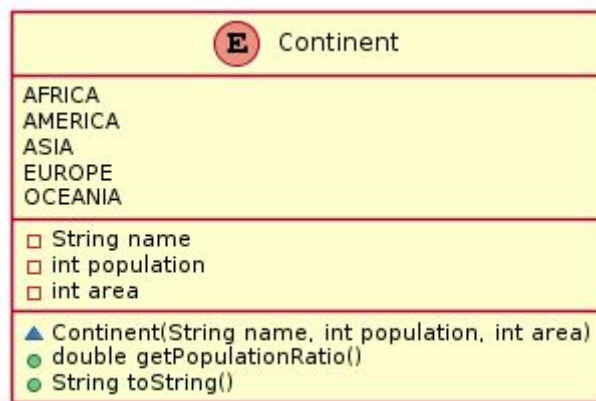 E Continent
AFRICA
AMERICA
ASIA
EUROPE
OCEANIA
String name
int population
int area
Continent(String name, int population, int area)
double getPopulationRatio()
String toString()